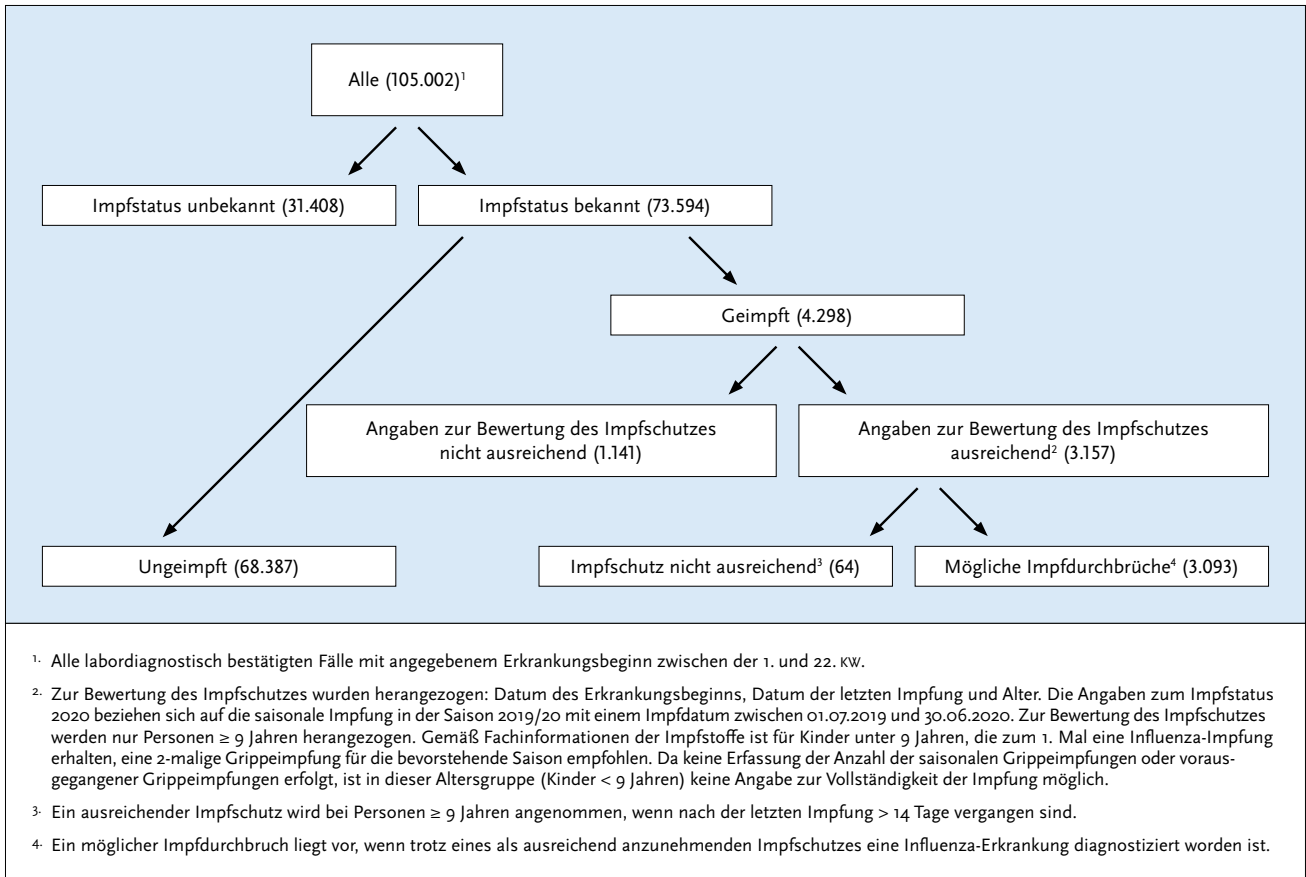 Alle (105.002)¹
Impfstatus unbekannt (31.408)
Impfstatus bekannt (73.594)
Geimpft (4.298)
Angaben zur Bewertung des Impfschutzes
nicht ausreichend (1.141)
Angaben zur Bewertung des Impfschutzes
ausreichend² (3.157)
Ungeimpft (68.387)
Impfschutz nicht ausreichend³ (64)
Mögliche Impfdurchbrüche⁴ (3.093)
¹· Alle labordiagnostisch bestätigten Fälle mit angegebenem Erkrankungsbeginn zwischen der 1. und 22. KW.
²· Zur Bewertung des Impfschutzes wurden herangezogen: Datum des Erkrankungsbeginns, Datum der letzten Impfung und Alter. Die Angaben zum Impfstatus
2020 beziehen sich auf die saisonale Impfung in der Saison 2019/20 mit einem Impfdatum zwischen 01.07.2019 und 30.06.2020. Zur Bewertung des Impfschutzes
werden nur Personen ≥ 9 Jahren herangezogen. Gemäß Fachinformationen der Impfstoffe ist für Kinder unter 9 Jahren, die zum 1. Mal eine Influenza-Impfung
erhalten, eine 2-malige Grippeimpfung für die bevorstehende Saison empfohlen. Da keine Erfassung der Anzahl der saisonalen Grippeimpfungen oder voraus-
gegangener Grippeimpfungen erfolgt, ist in dieser Altersgruppe (Kinder < 9 Jahren) keine Angabe zur Vollständigkeit der Impfung möglich.
³· Ein ausreichender Impfschutz wird bei Personen ≥ 9 Jahren angenommen, wenn nach der letzten Impfung > 14 Tage vergangen sind.
⁴· Ein möglicher Impfdurchbruch liegt vor, wenn trotz eines als ausreichend anzunehmenden Impfschutzes eine Influenza-Erkrankung diagnostiziert worden ist.